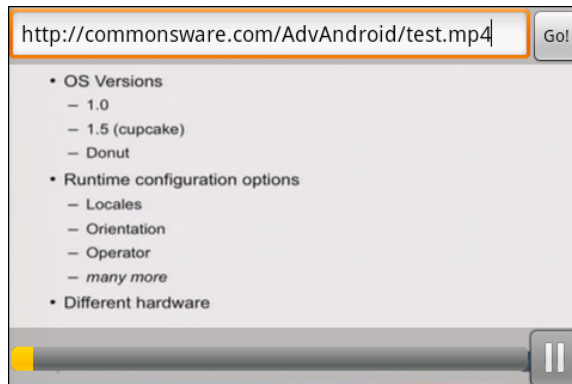 http://commonsware.com/AdvAndroid/test.mp4
Go!
• OS Versions
– 1.0
– 1.5 (cupcake)
– Donut
• Runtime configuration options
– Locales
– Orientation
– Operator
– many more
• Different hardware